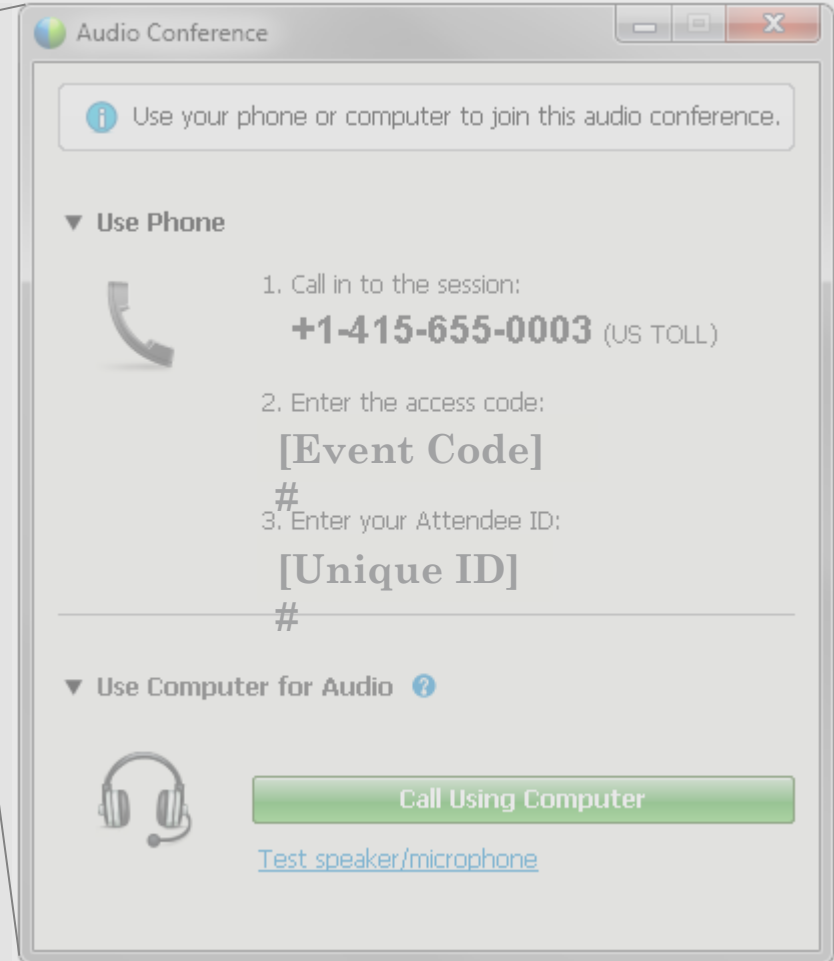 Audio Conference
Use your phone or computer to join this audio conference.
Use Phone
1. Call in to the session:
+1-415-655-0003 (US TOLL)
2. Enter the access code:
[Event Code]
#
3. Enter your Attendee ID:
[Unique ID]
#
Use Computer for Audio ?
Call Using Computer
Test speaker/microphone